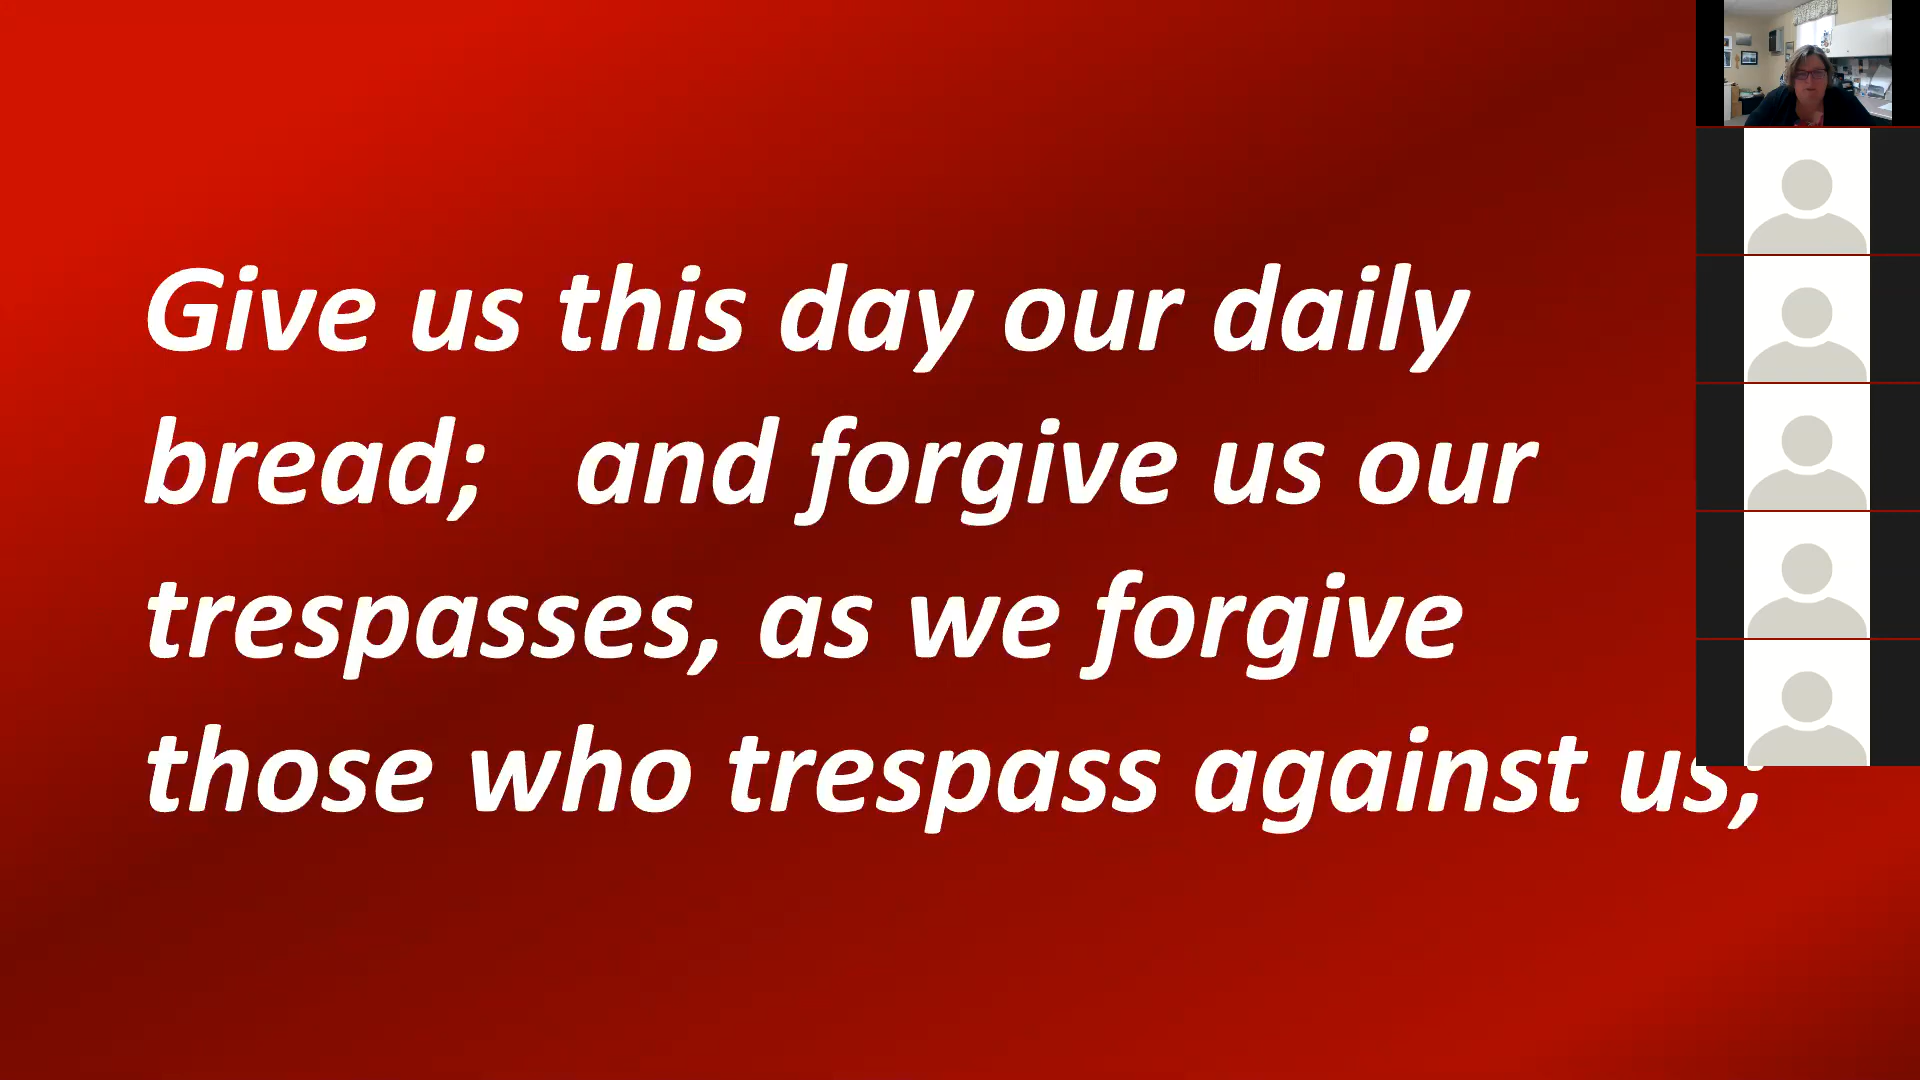 Give us this day our daily
bread;   and forgive us our
trespasses, as we forgive
those who trespass against us;